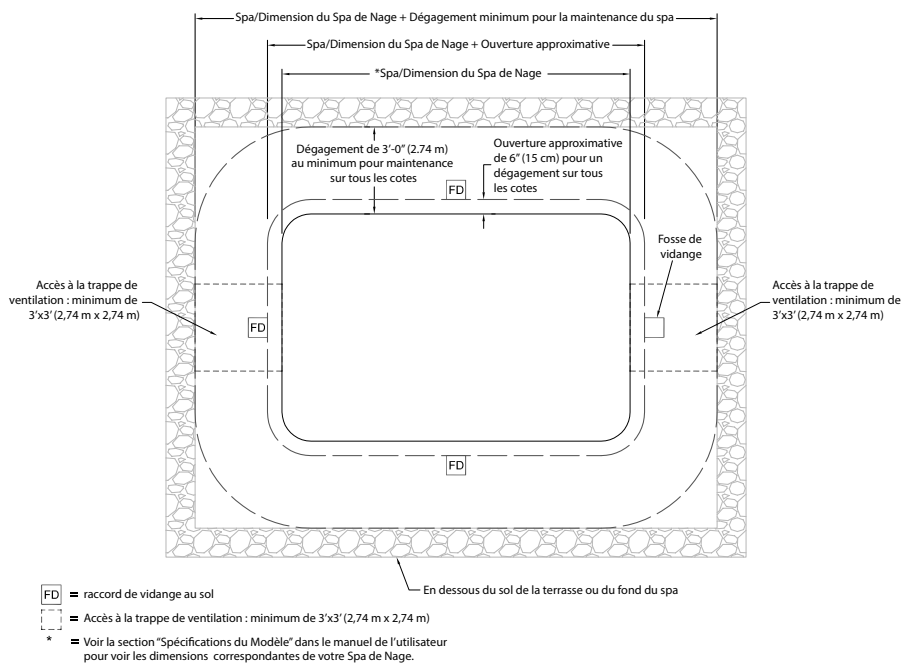 Spa/Dimension du Spa de Nage + Dégagement minimum pour la maintenance du spa
Spa/Dimension du Spa de Nage + Ouverture approximative
*Spa/Dimension du Spa de Nage
Dégagement de 3'-0" (2.74 m)
au minimum pour maintenance
sur tous les cotes
Ouverture approximative
de 6" (15 cm) pour un
dégagement sur tous
les cotes
FD
Fosse de
vidange
Accès à la trappe de
ventilation : minimum de
3'x3' (2,74 m x 2,74 m)
FD
Accès à la trappe de
ventilation : minimum de
3'x3' (2,74 m x 2,74 m)
FD
En dessous du sol de la terrasse ou du fond du spa
FD = raccord de vidange au sol
= Accès à la trappe de ventilation : minimum de 3'x3' (2,74 m x 2,74 m)
* = Voir la section "Spécifications du Modèle" dans le manuel de l'utilisateur
pour voir les dimensions correspondantes de votre Spa de Nage.